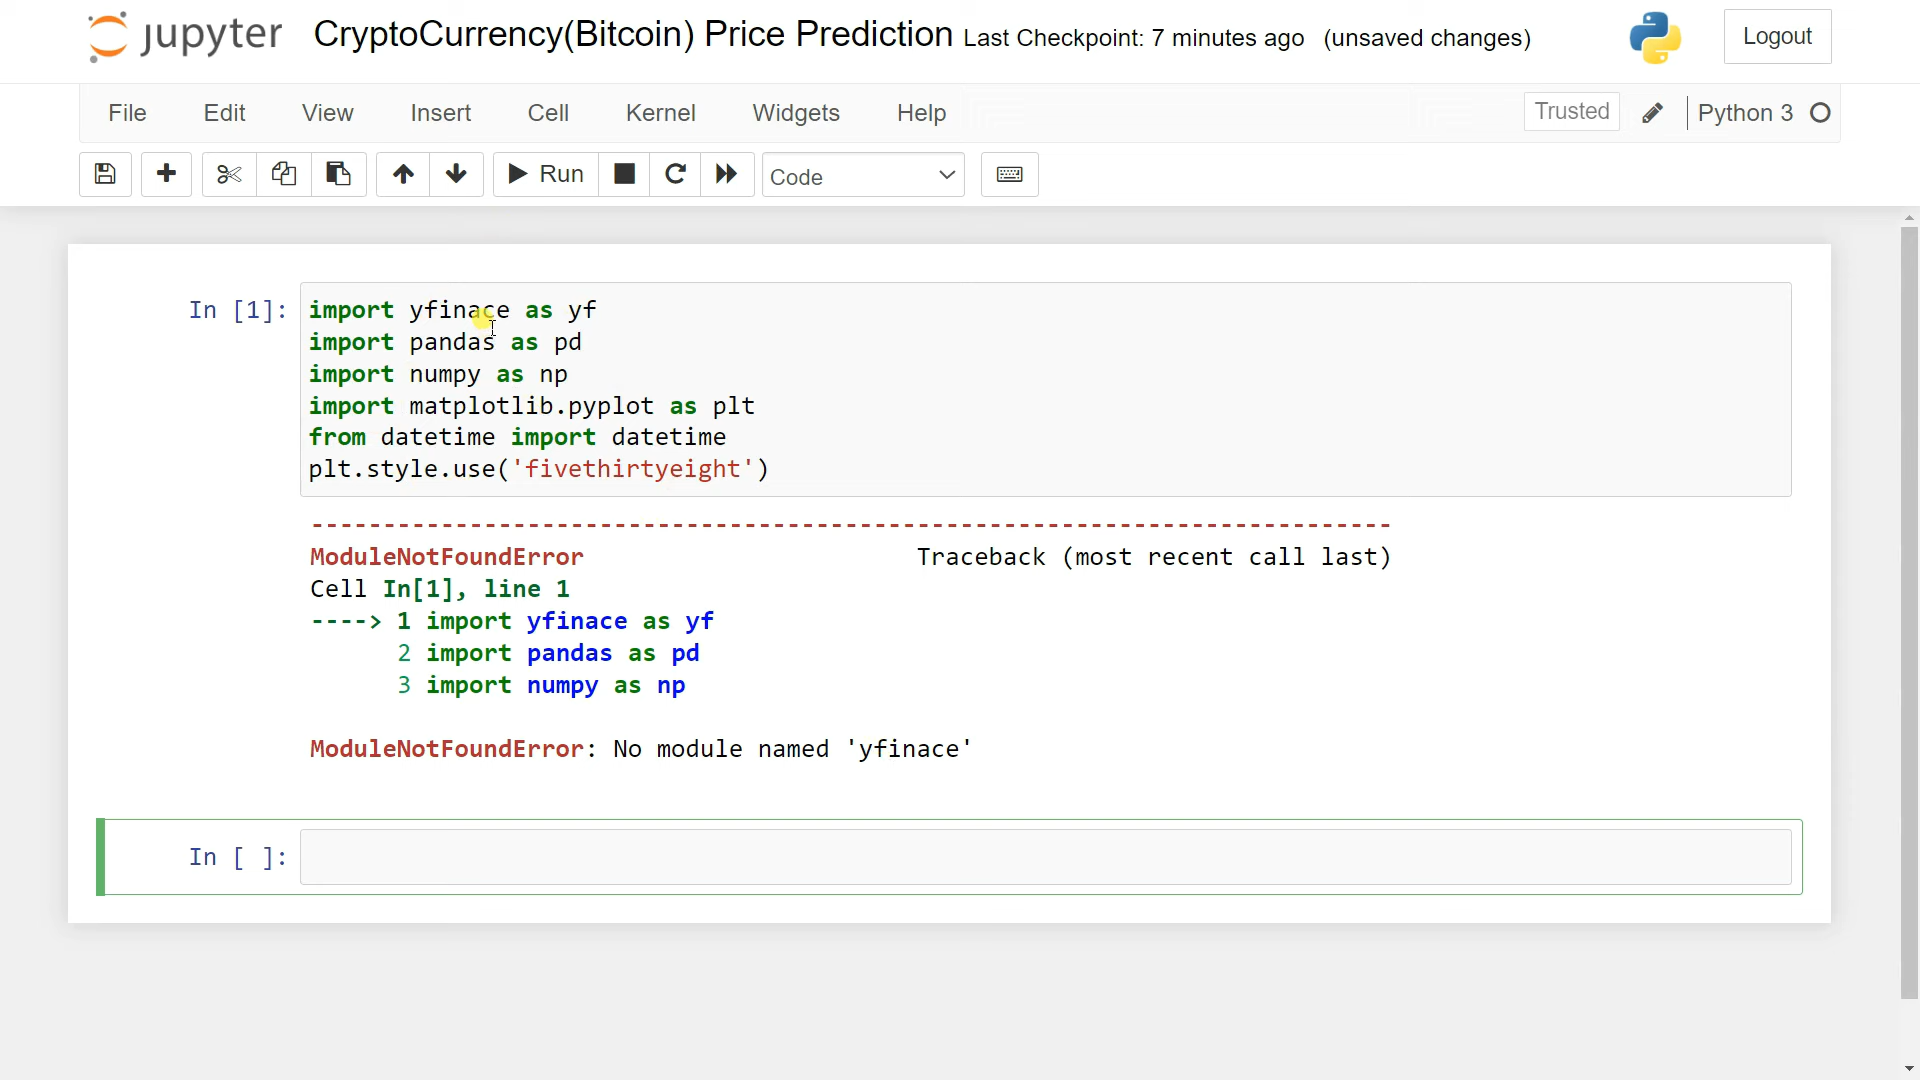 jupyter CryptoCurrency(Bitcoin) Price Prediction Last Checkpoint: 7 minutes ago (unsaved changes) Logout
File Edit View Insert Cell Kernel Widgets Help Trusted Python 3
Run Code
In [1]: import yfinace as yf
import pandas as pd
import numpy as np
import matplotlib.pyplot as plt
from datetime import datetime
plt.style.use('fivethirtyeight')
---------------------------------------------------------------------------
ModuleNotFoundError Traceback (most recent call last)
Cell In[1], line 1
----> 1 import yfinace as yf
2 import pandas as pd
3 import numpy as np
ModuleNotFoundError: No module named 'yfinace'
In [ ]: